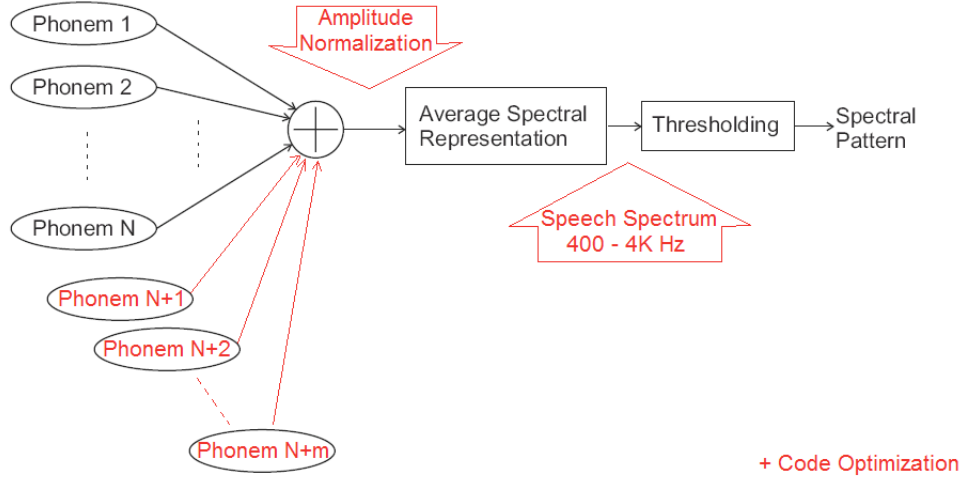 Phonem 1
Phonem 2
Phonem N
Phonem N+1
Phonem N+2
Phonem N+m
Amplitude
Normalization
Average Spectral
Representation
Thresholding
Spectral
Pattern
Speech Spectrum
400 - 4K Hz
+ Code Optimization